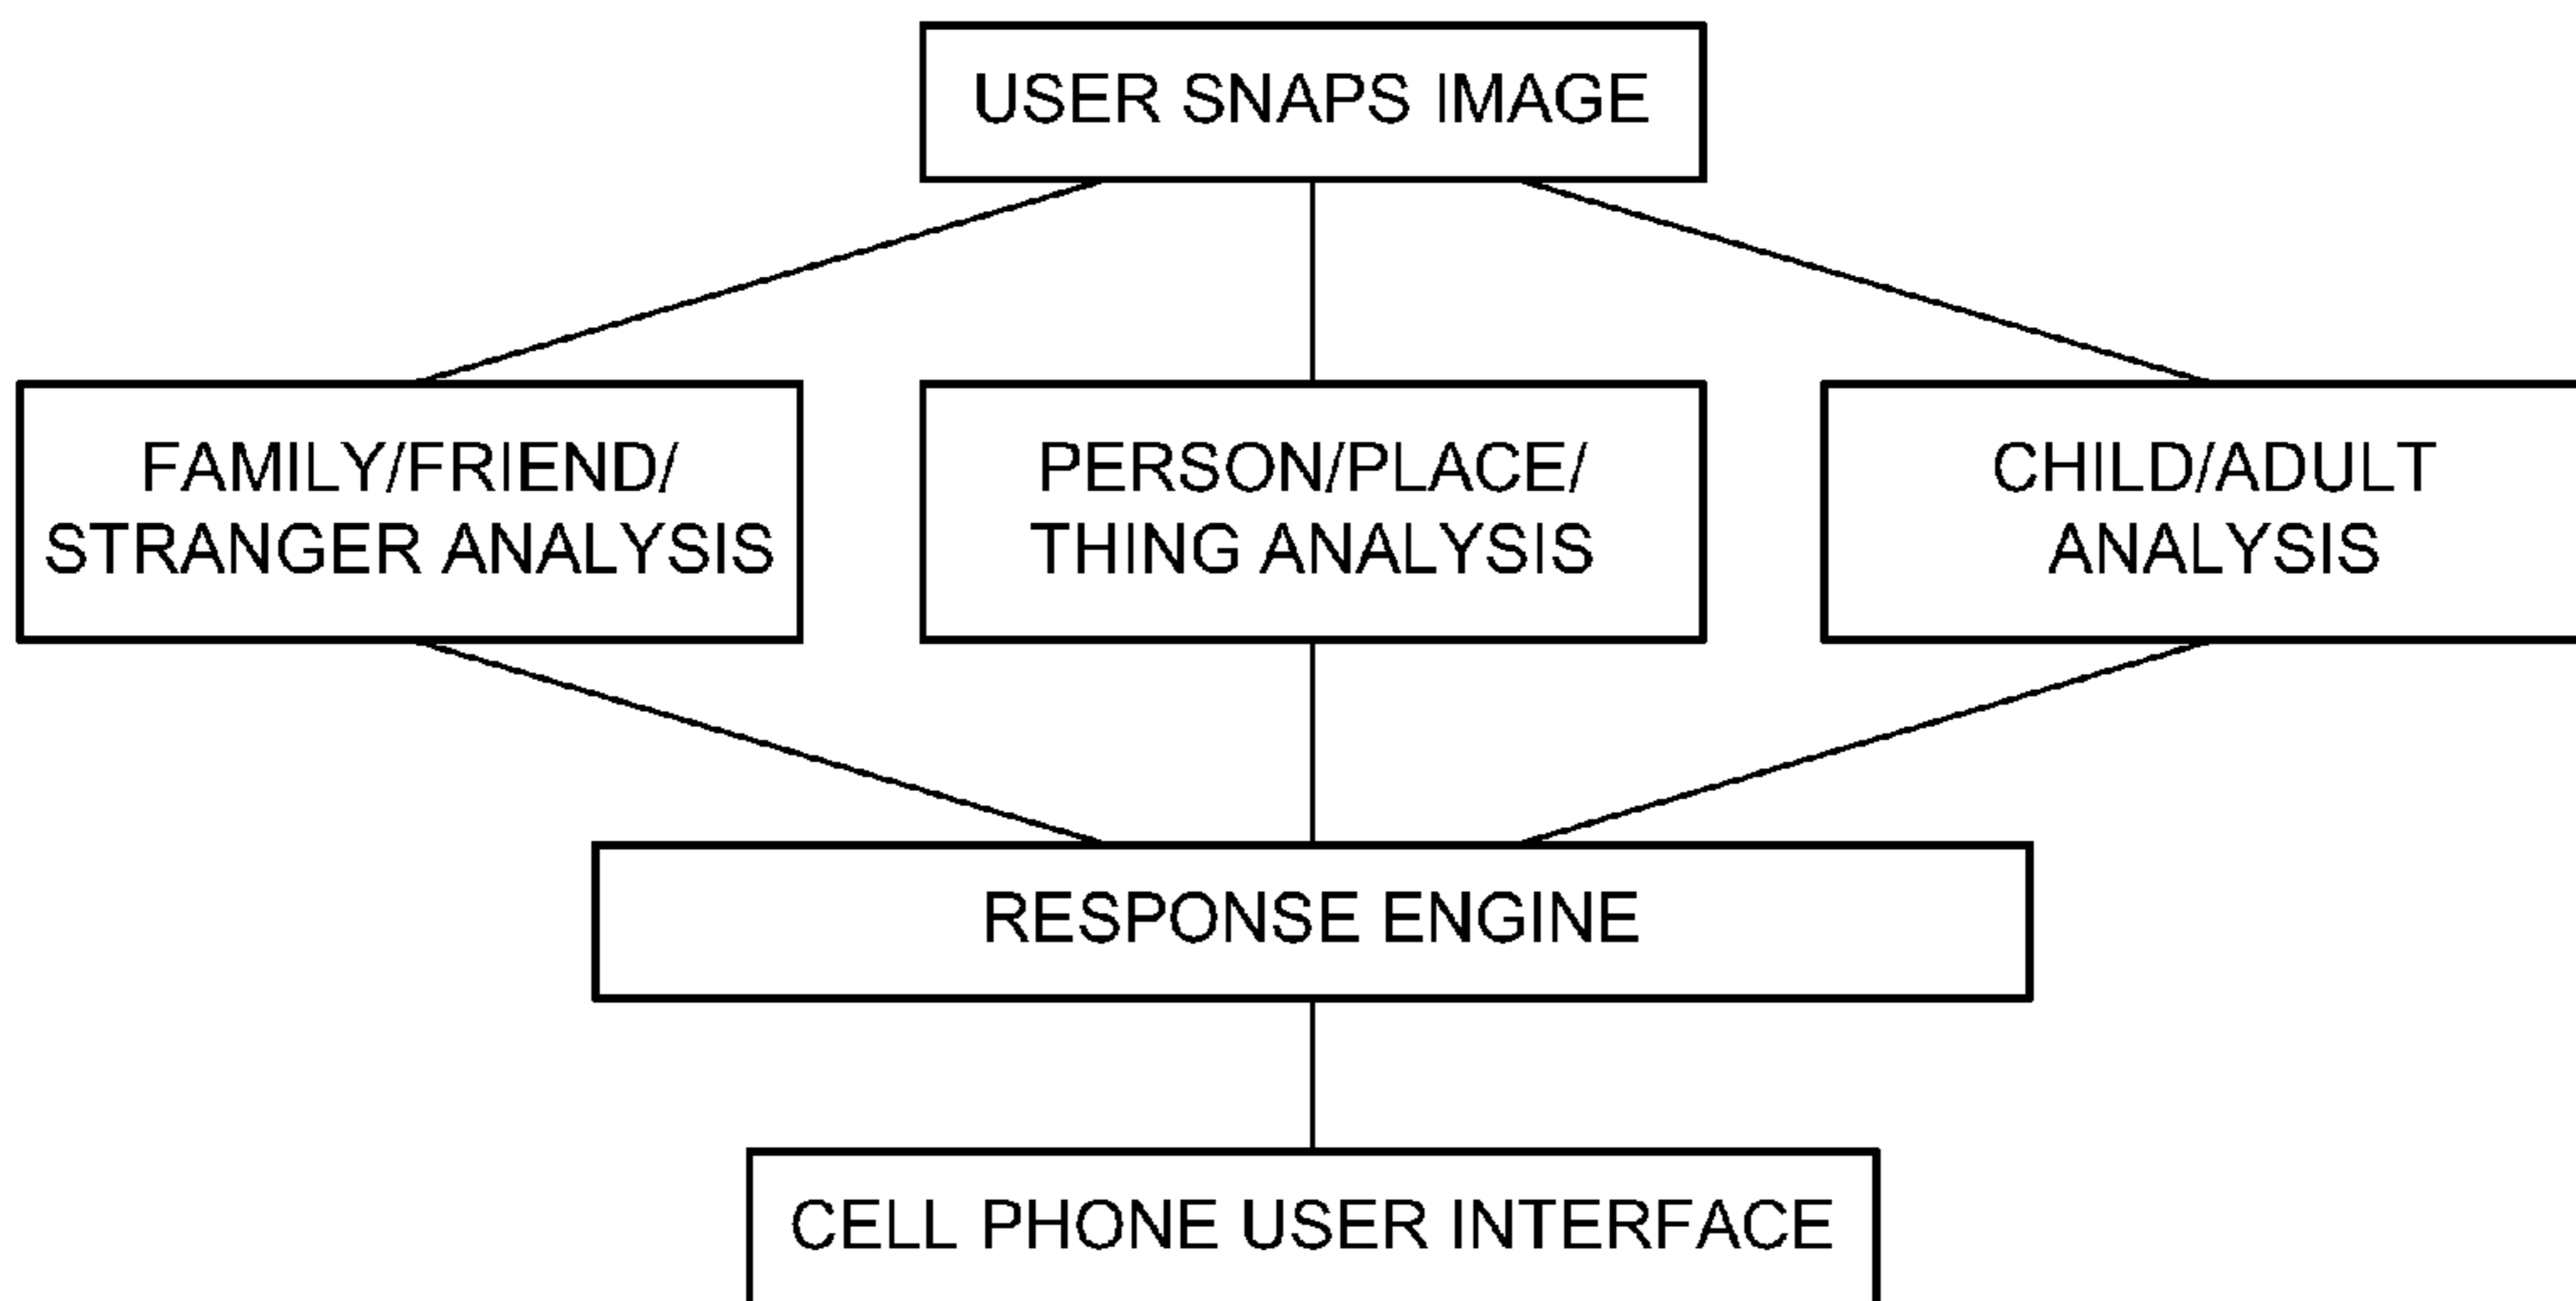 USER SNAPS IMAGE
FAMILY/FRIEND/
STRANGER ANALYSIS
PERSON/PLACE/
THING ANALYSIS
CHILD/ADULT
ANALYSIS
RESPONSE ENGINE
CELL PHONE USER INTERFACE